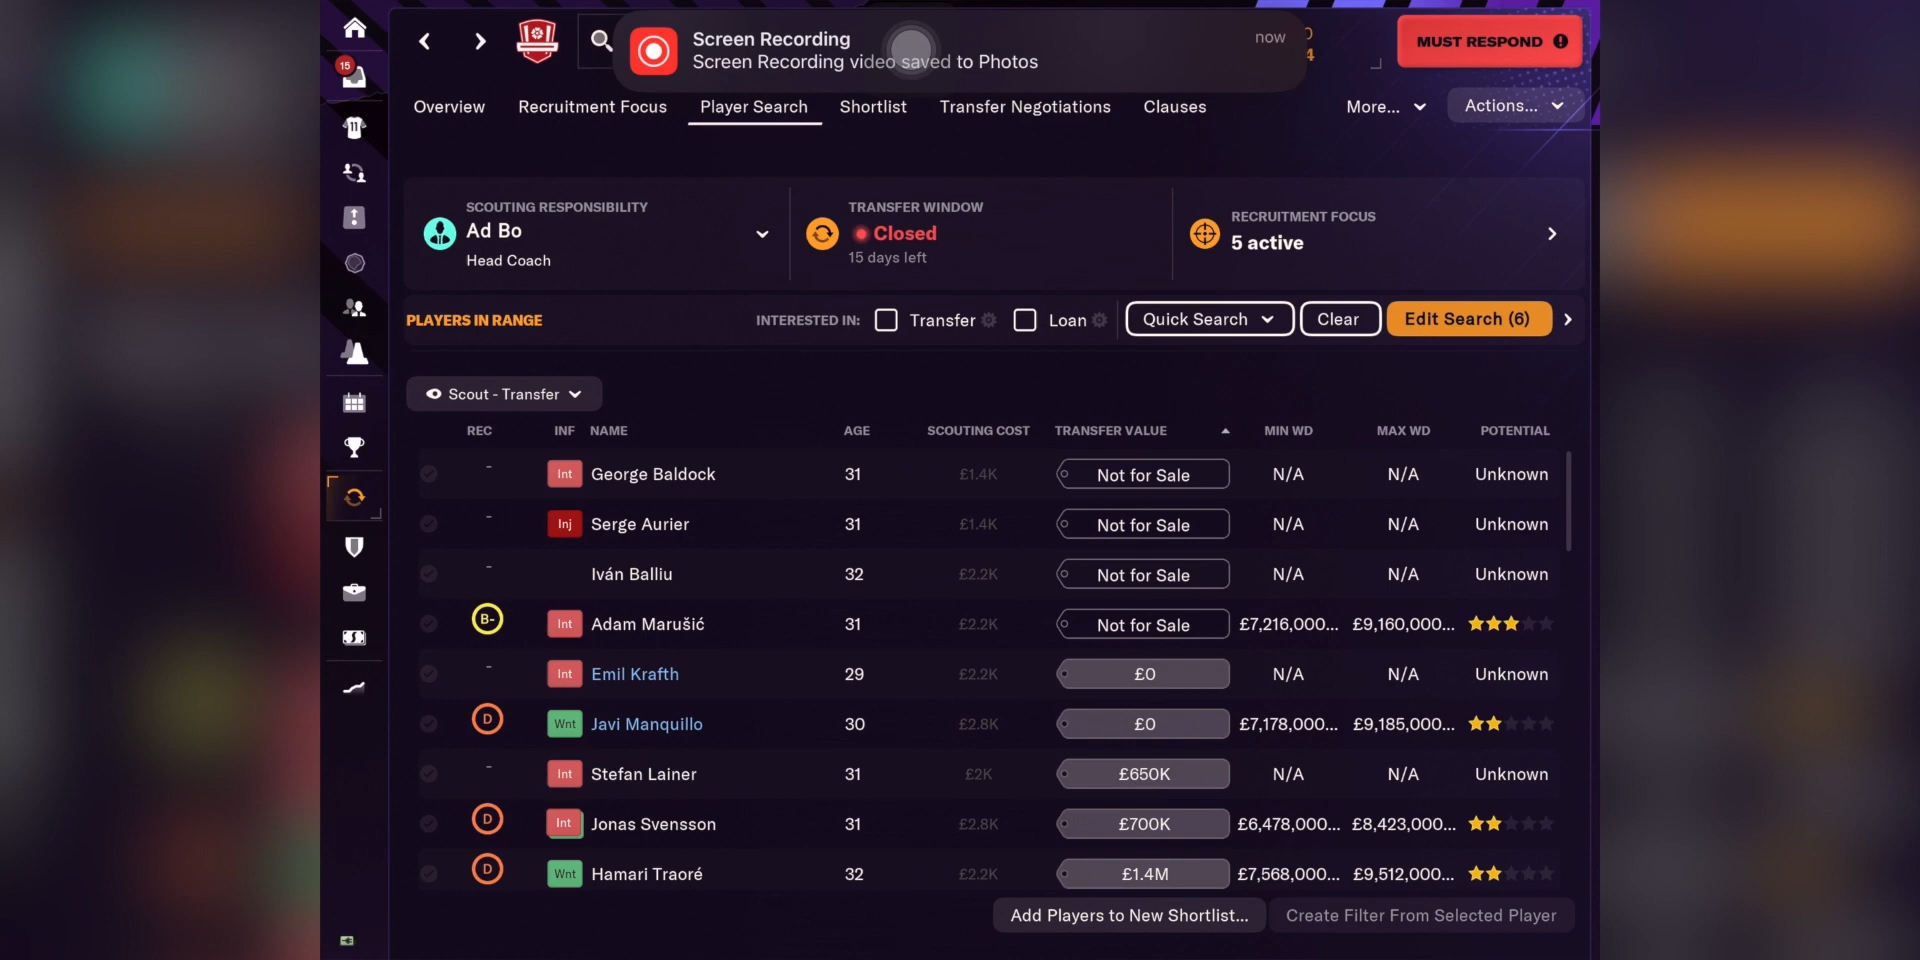 Screen Recording
now
Screen Recording video saved to Photos
MUST RESPOND
15
Overview
Recruitment Focus
Player Search
Shortlist
Transfer Negotiations
Clauses
More...
Actions...
SCOUTING RESPONSIBILITY
Ad Bo
Head Coach
TRANSFER WINDOW
Closed
15 days left
RECRUITMENT FOCUS
5 active
PLAYERS IN RANGE
INTERESTED IN:
Transfer
Loan
Quick Search
Clear
Edit Search (6)
Scout - Transfer
REC INF NAME AGE SCOUTING COST TRANSFER VALUE MIN WD MAX WD POTENTIAL
- Int George Baldock 31 £1.4K Not for Sale N/A N/A Unknown
- Inj Serge Aurier 31 £1.4K Not for Sale N/A N/A Unknown
- Iván Balliu 32 £2.2K Not for Sale N/A N/A Unknown
B- Int Adam Marušić 31 £2.2K Not for Sale £7,216,000... £9,160,000...
- Int Emil Krafth 29 £2.2K £0 N/A N/A Unknown
D Wnt Javi Manquillo 30 £2.8K £0 £7,178,000... £9,185,000...
- Int Stefan Lainer 31 £2K £650K N/A N/A Unknown
D Int Jonas Svensson 31 £2.8K £700K £6,478,000... £8,423,000...
D Wnt Hamari Traoré 32 £2.2K £1.4M £7,568,000... £9,512,000...
Add Players to New Shortlist...
Create Filter From Selected Player